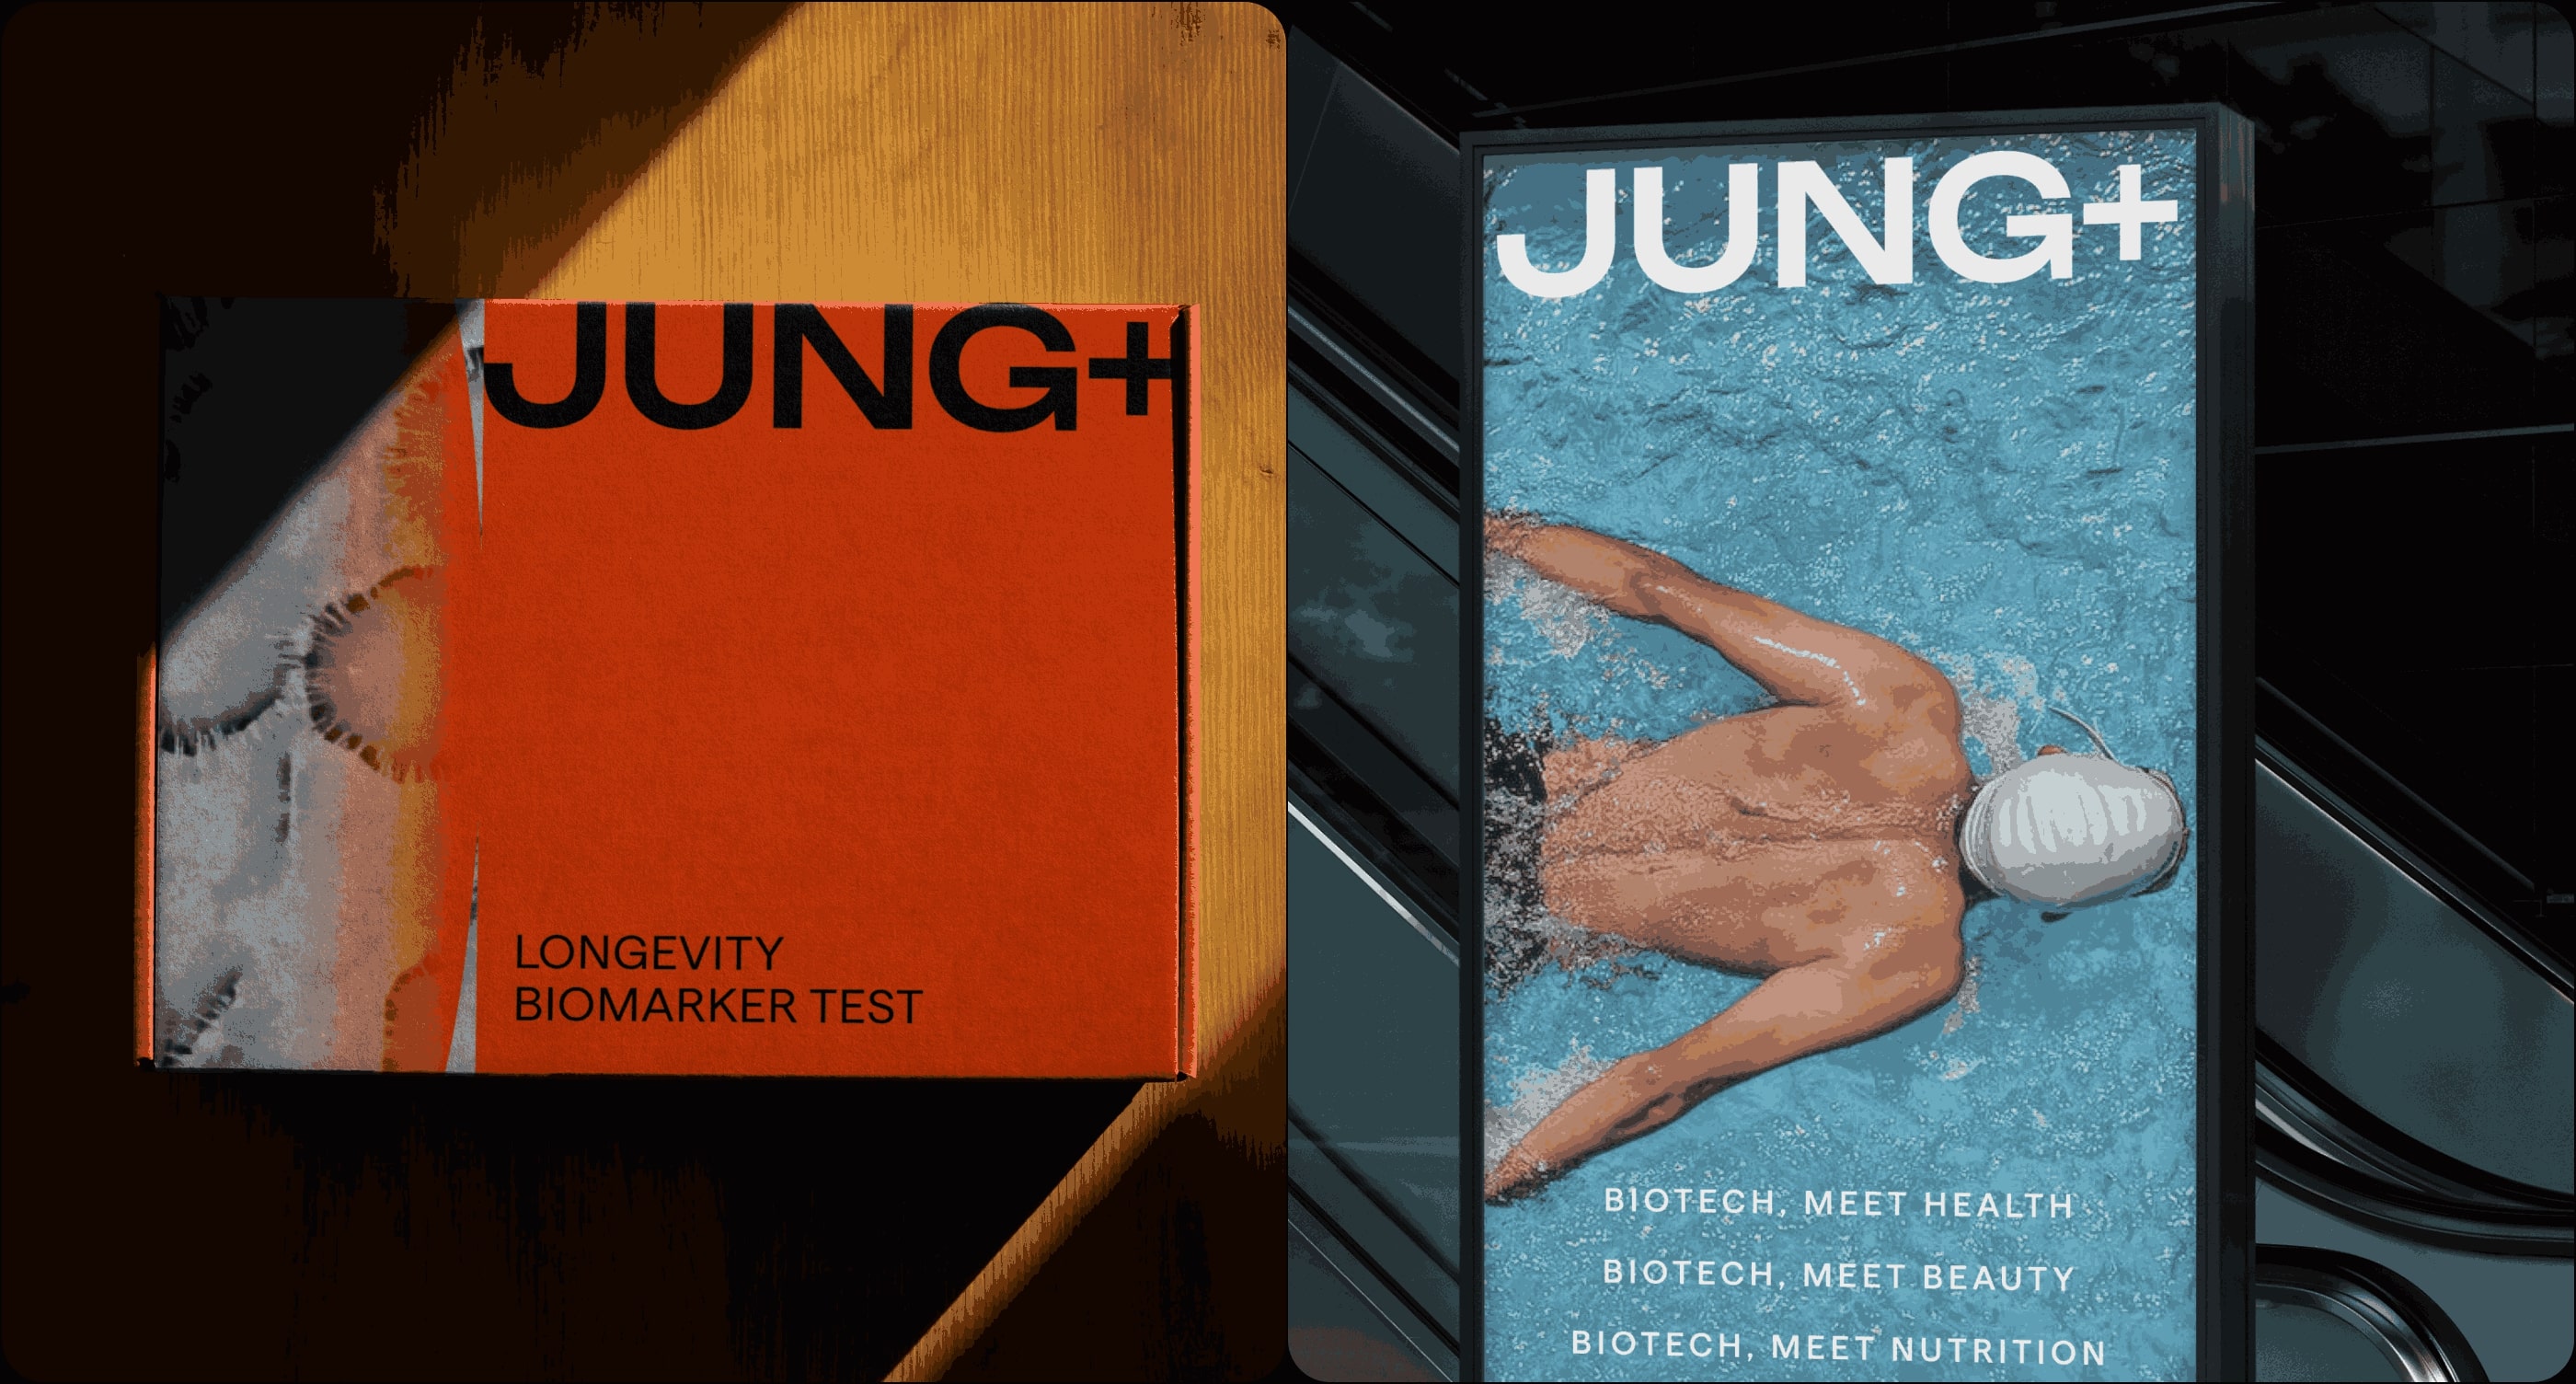 JUNG+
LONGEVITY
BIOMARKER TEST
JUNG+
BIOTECH, MEET HEALTH
BIOTECH, MEET BEAUTY
BIOTECH, MEET NUTRITION